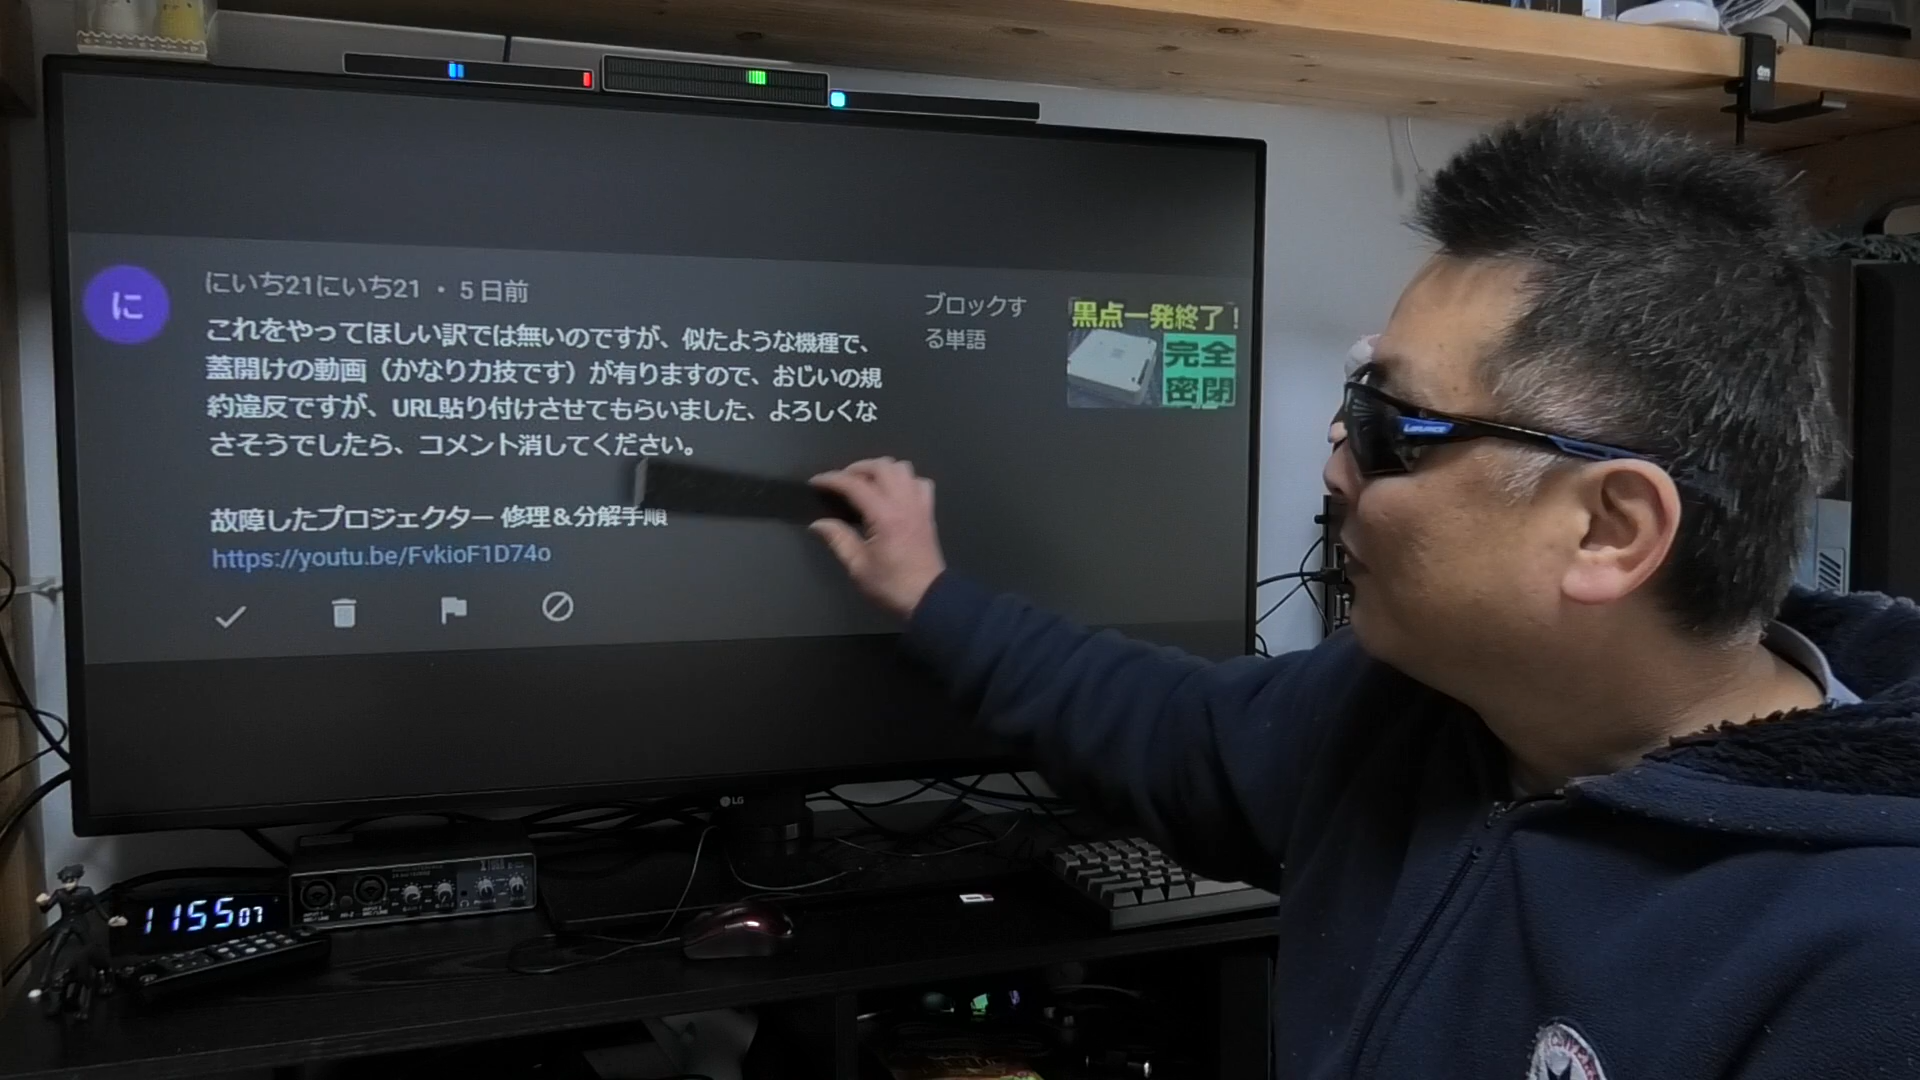 に
にいち21にいち21 ・ 5 日前
これをやってほしい訳では無いのですが、似たような機種で、
蓋開けの動画（かなり力技です）が有りますので、おじいの規
約違反ですが、URL貼り付けさせてもらいました、よろしくな
さそうでしたら、コメント消してください。
故障したプロジェクター 修理＆分解手順
https://youtu.be/FvkioF1D74o
ブロックす
る単語
黒点一発終了！
完全
密閉
LG
1155 07